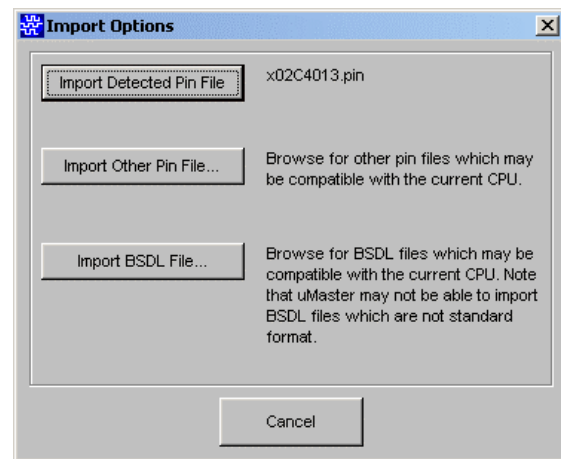 Import Options
Import Detected Pin File
x02C4013.pin
Import Other Pin File...
Browse for other pin files which may
be compatible with the current CPU.
Import BSDL File...
Browse for BSDL files which may be
compatible with the current CPU. Note
that uMaster may not be able to import
BSDL files which are not standard
format.
Cancel